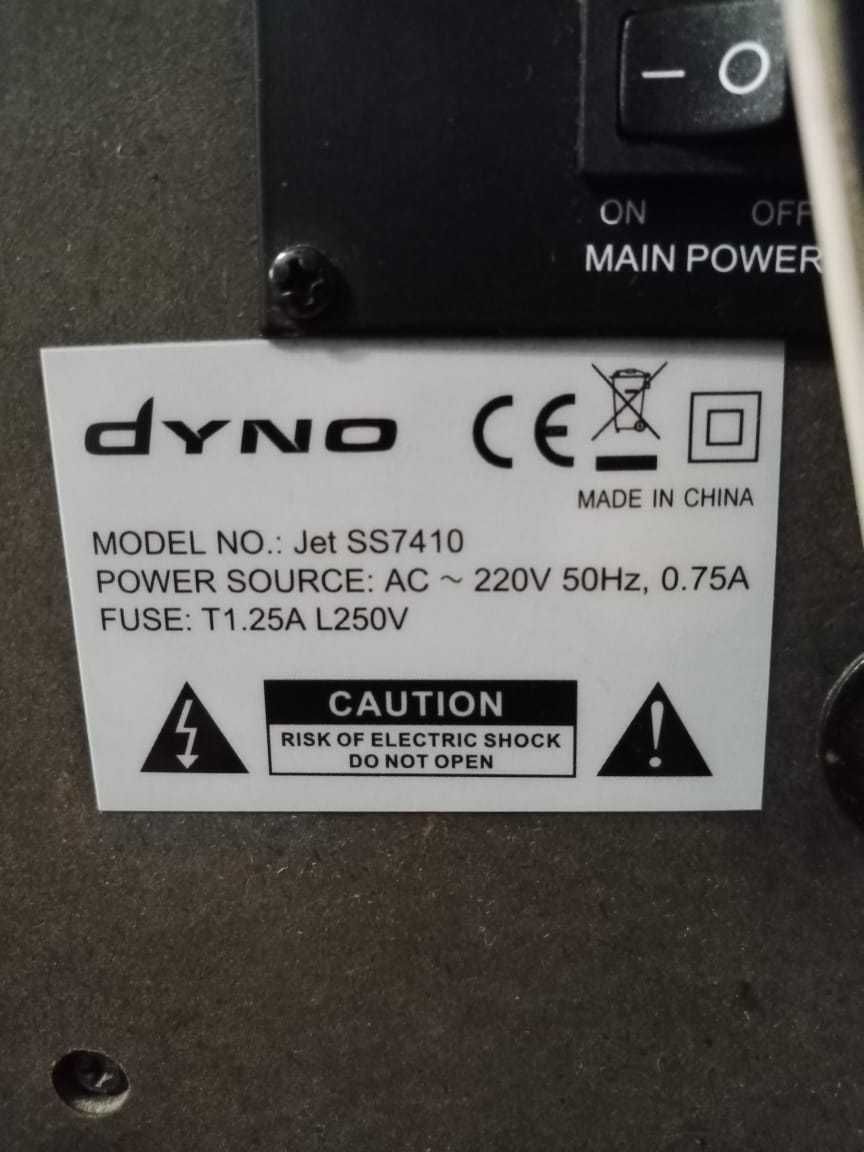 ON OFF
MAIN POWER
dyno
CE
MADE IN CHINA
MODEL NO.: Jet SS7410
POWER SOURCE: AC ~ 220V 50Hz, 0.75A
FUSE: T1.25A L250V
CAUTION
RISK OF ELECTRIC SHOCK
DO NOT OPEN